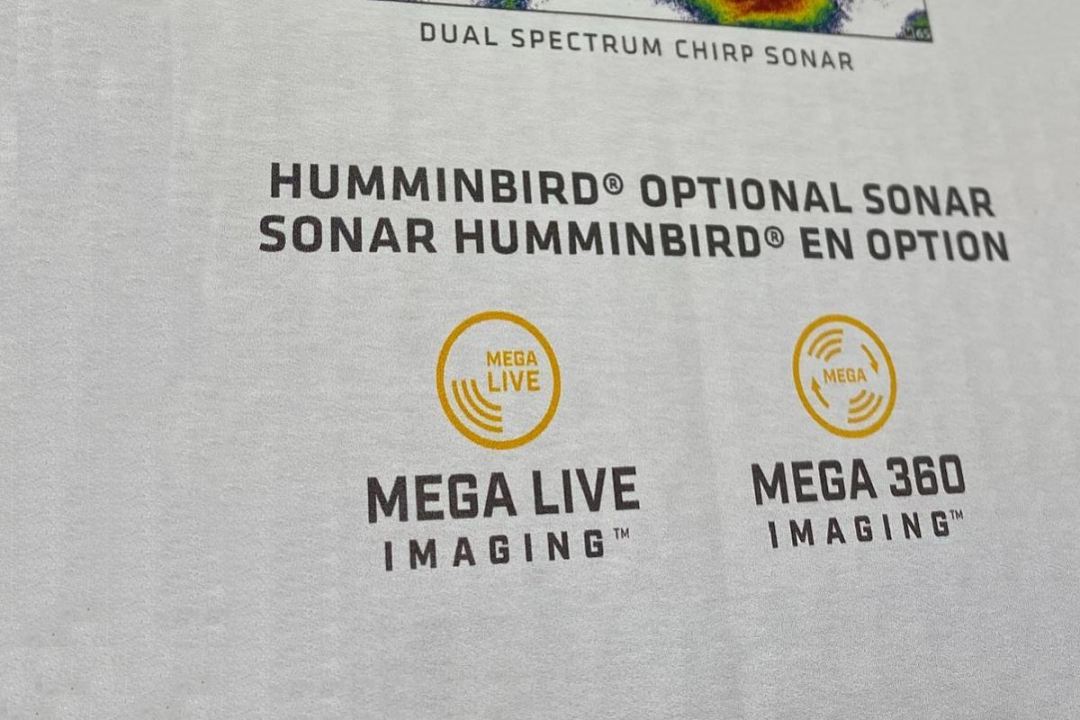 DUAL SPECTRUM CHIRP SONAR
HUMMINBIRD® OPTIONAL SONAR
SONAR HUMMINBIRD® EN OPTION
MEGA
LIVE
MEGA
MEGA LIVE
IMAGING™
MEGA 360
IMAGING™